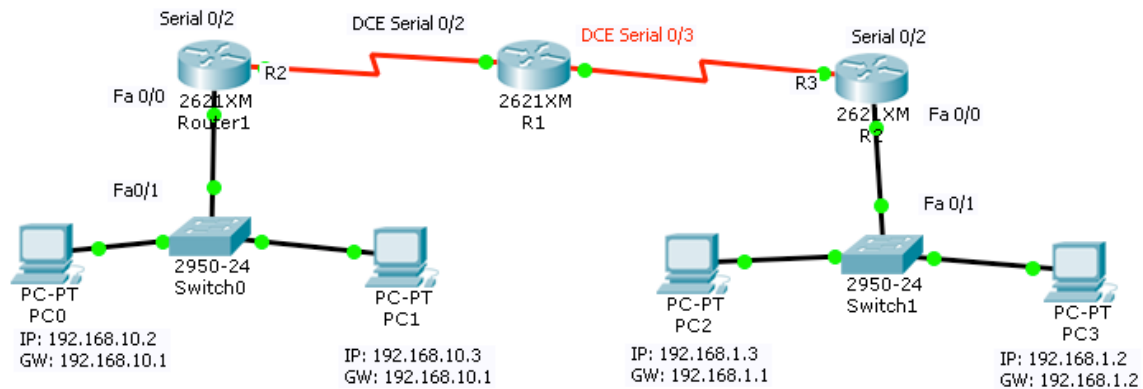 Serial 0/2
DCE Serial 0/2
DCE Serial 0/3
Serial 0/2
R2
R3
Fa 0/0
2621XM
Router1
2621XM
R1
2621XM
R2
Fa 0/0
Fa0/1
Fa 0/1
2950-24
Switch0
2950-24
Switch1
PC-PT
PC0
PC-PT
PC1
PC-PT
PC2
PC-PT
PC3
IP: 192.168.10.2
GW: 192.168.10.1
IP: 192.168.10.3
GW: 192.168.10.1
IP: 192.168.1.3
GW: 192.168.1.1
IP: 192.168.1.2
GW: 192.168.1.2